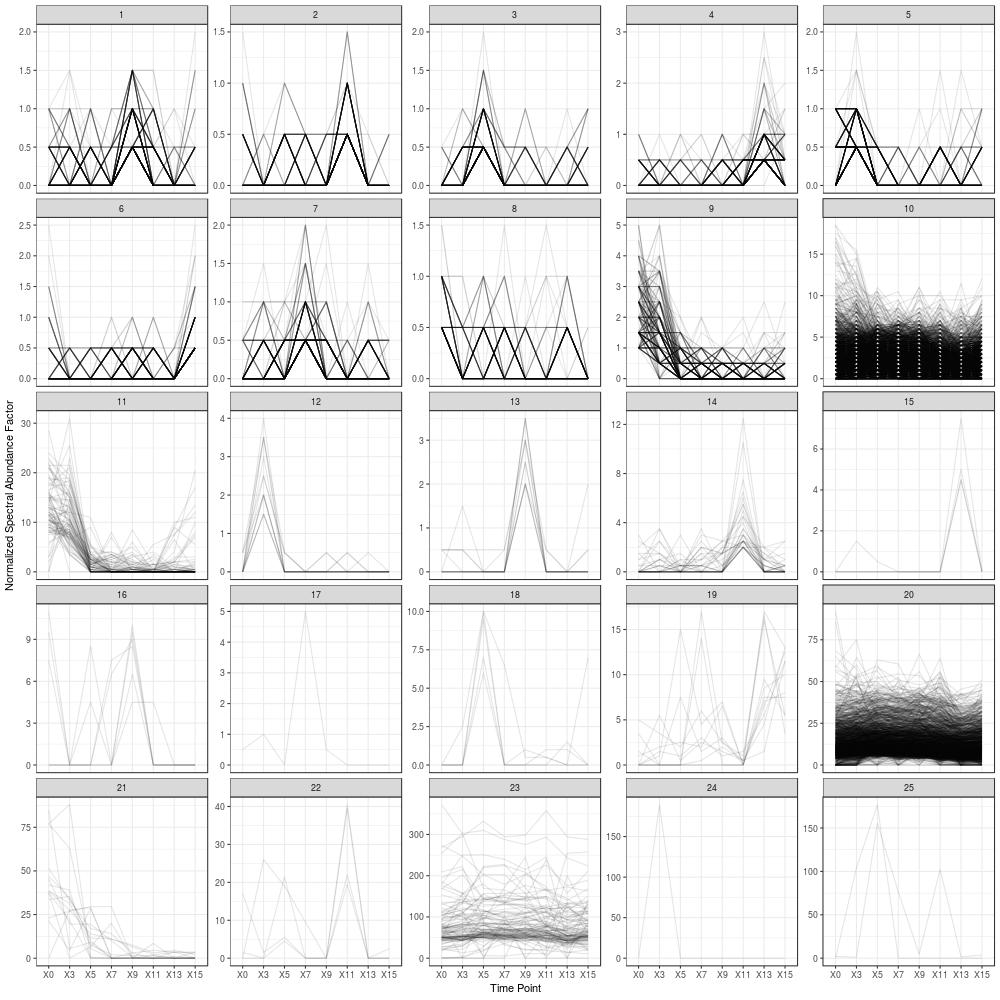 1 2 3 4 5
2.0 1.5 2.0 3 2.0
1.5 1.0 1.5 2 1.5
1.0 0.5 1.0 1 1.0
0.5 0.0 0.5 0 0.5
0.0 0.0 0.0
6 7 8 9 10
2.5 2.0 1.5 5 15
2.0 1.5 1.0 4 10
1.5 1.0 0.5 3 5
1.0 0.5 0.0 2 0
0.5 0.0 1
0.0 0
11 12 13 14 15
30 4 3 12 6
20 3 2 8 4
10 2 1 4 2
0 1 0 0 0
0
Normalized Spectral Abundance Factor
16 17 18 19 20
9 5 10.0 15 75
6 4 7.5 10 50
3 3 5.0 5 25
0 2 2.5 0 0
1 0.0
0
21 22 23 24 25
75 40 300 150 150
50 30 200 100 100
25 20 100 50 50
0 10 0 0 0
0
X0 X3 X5 X7 X9 X11 X13 X15 X0 X3 X5 X7 X9 X11 X13 X15 X0 X3 X5 X7 X9 X11 X13 X15 X0 X3 X5 X7 X9 X11 X13 X15 X0 X3 X5 X7 X9 X11 X13 X15
Time Point